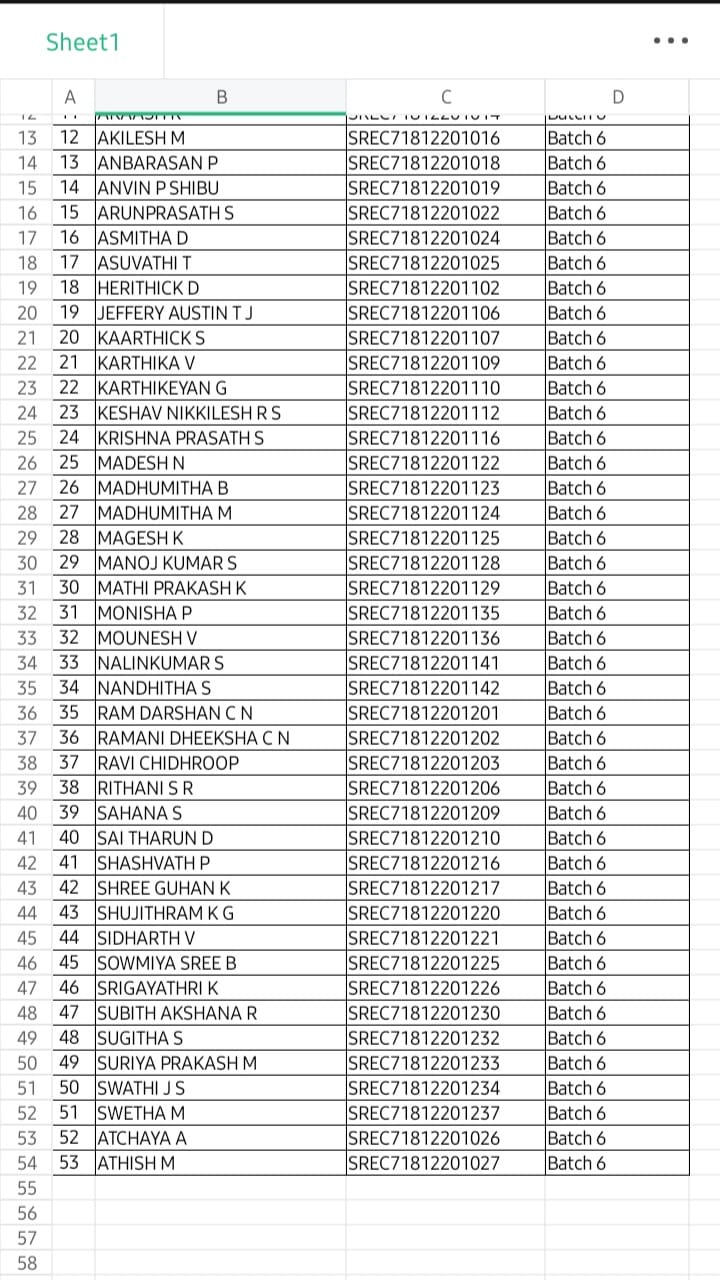 Sheet1
A B C D
13 12 AKILESH M SREC71812201016 Batch 6
14 13 ANBARASAN P SREC71812201018 Batch 6
15 14 ANVIN P SHIBU SREC71812201019 Batch 6
16 15 ARUNPRASATH S SREC71812201022 Batch 6
17 16 ASMITHA D SREC71812201024 Batch 6
18 17 ASUVATHI T SREC71812201025 Batch 6
19 18 HERITHICK D SREC71812201102 Batch 6
20 19 JEFFERY AUSTIN T J SREC71812201106 Batch 6
21 20 KAARTHICK S SREC71812201107 Batch 6
22 21 KARTHIKA V SREC71812201109 Batch 6
23 22 KARTHIKEYAN G SREC71812201110 Batch 6
24 23 KESHAV NIKKILESH R S SREC71812201112 Batch 6
25 24 KRISHNA PRASATH S SREC71812201116 Batch 6
26 25 MADESH N SREC71812201122 Batch 6
27 26 MADHUMITHA B SREC71812201123 Batch 6
28 27 MADHUMITHA M SREC71812201124 Batch 6
29 28 MAGESH K SREC71812201125 Batch 6
30 29 MANOJ KUMAR S SREC71812201128 Batch 6
31 30 MATHI PRAKASH K SREC71812201129 Batch 6
32 31 MONISHA P SREC71812201135 Batch 6
33 32 MOUNESH V SREC71812201136 Batch 6
34 33 NALINKUMAR S SREC71812201141 Batch 6
35 34 NANDHITHA S SREC71812201142 Batch 6
36 35 RAM DARSHAN C N SREC71812201201 Batch 6
37 36 RAMANI DHEEKSHA C N SREC71812201202 Batch 6
38 37 RAVI CHIDHROOP SREC71812201203 Batch 6
39 38 RITHANI S R SREC71812201206 Batch 6
40 39 SAHANA S SREC71812201209 Batch 6
41 40 SAI THARUN D SREC71812201210 Batch 6
42 41 SHASHVATH P SREC71812201216 Batch 6
43 42 SHREE GUHAN K SREC71812201217 Batch 6
44 43 SHUJITHRAM K G SREC71812201220 Batch 6
45 44 SIDHARTH V SREC71812201221 Batch 6
46 45 SOWMIYA SREE B SREC71812201225 Batch 6
47 46 SRIGAYATHRI K SREC71812201226 Batch 6
48 47 SUBITH AKSHANA R SREC71812201230 Batch 6
49 48 SUGITHA S SREC71812201232 Batch 6
50 49 SURIYA PRAKASH M SREC71812201233 Batch 6
51 50 SWATHI J S SREC71812201234 Batch 6
52 51 SWETHA M SREC71812201237 Batch 6
53 52 ATCHAYA A SREC71812201026 Batch 6
54 53 ATHISH M SREC71812201027 Batch 6
55
56
57
58